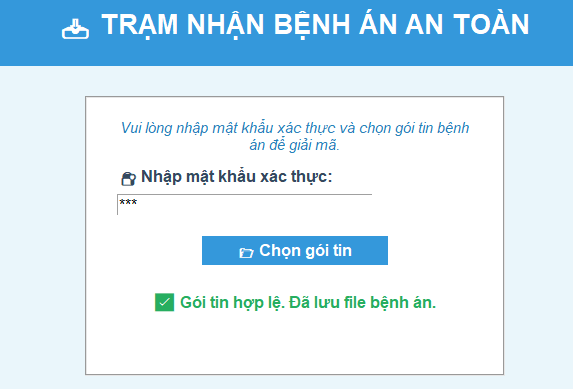 TRẠM NHẬN BỆNH ÁN AN TOÀN
Vui lòng nhập mật khẩu xác thực và chọn gói tin bệnh
án để giải mã.
Nhập mật khẩu xác thực:
***
Chọn gói tin
Gói tin hợp lệ. Đã lưu file bệnh án.